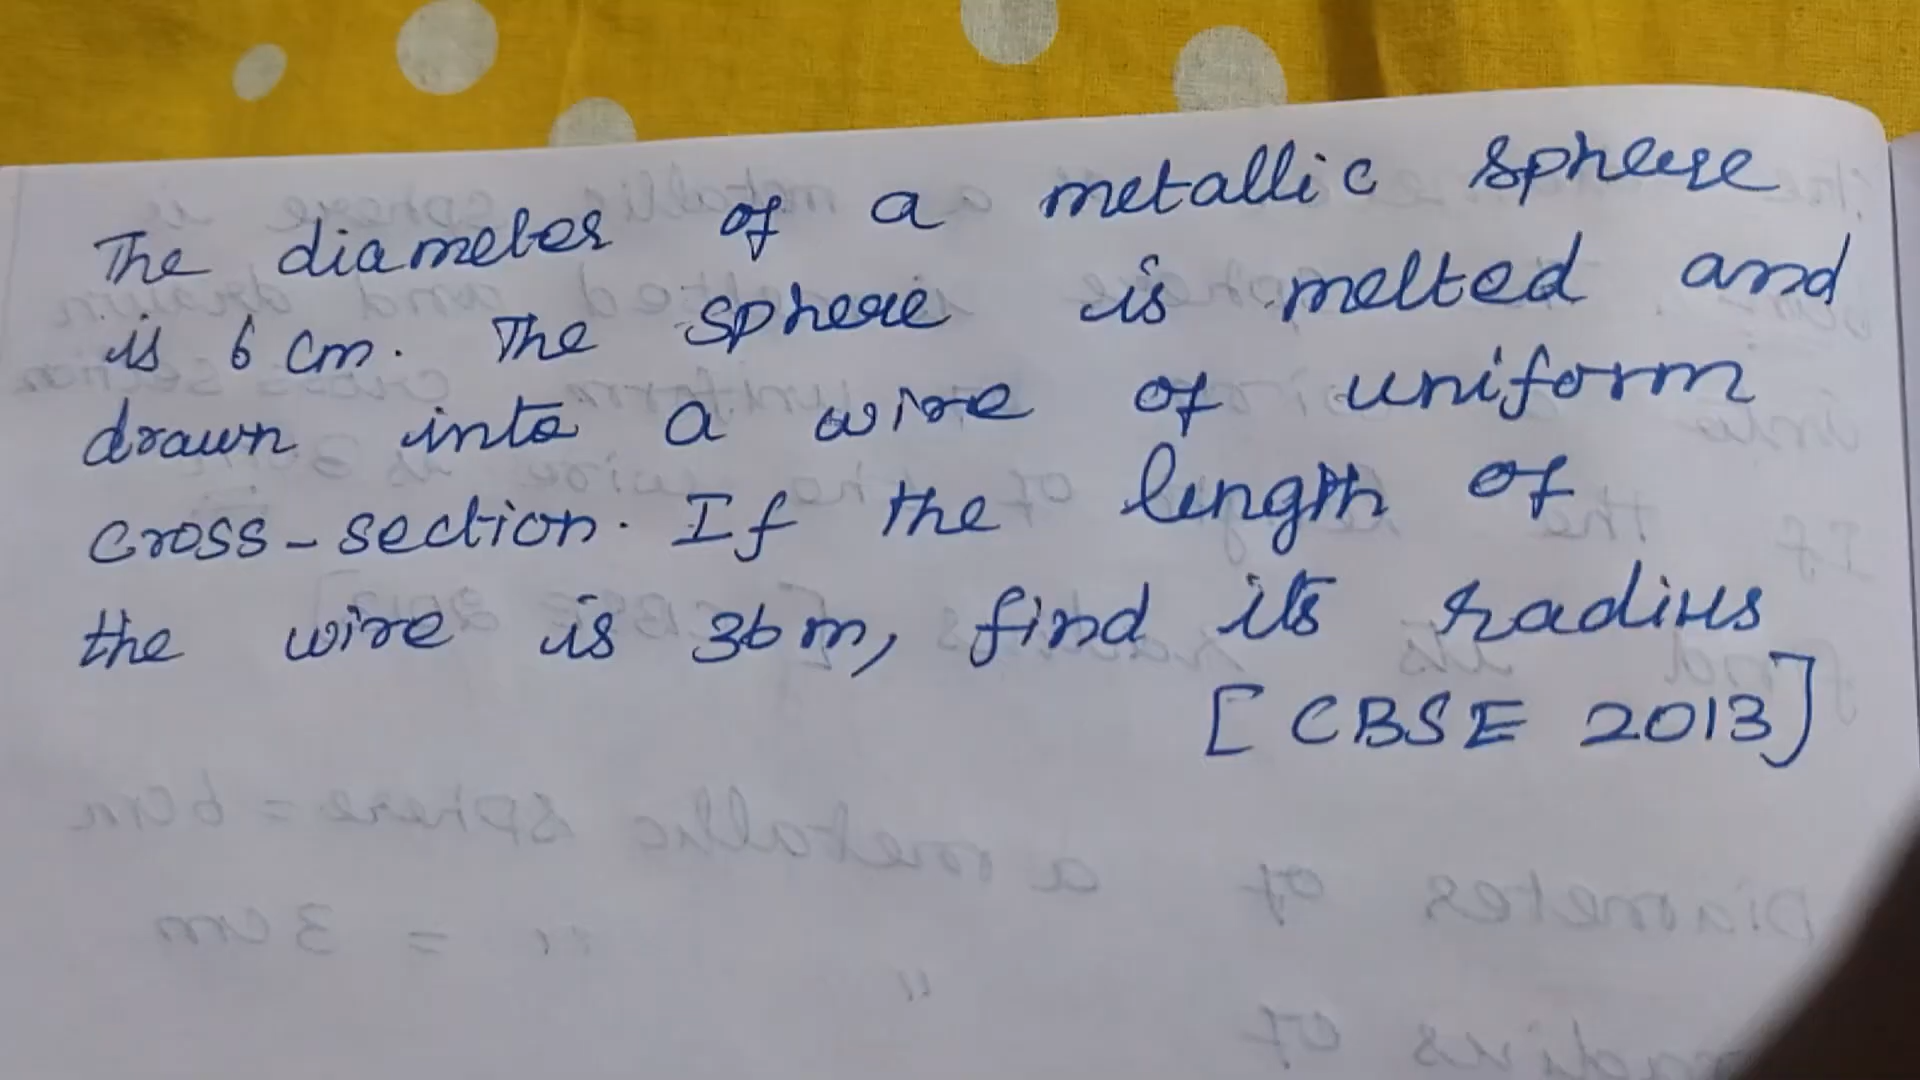 The diameter of a metallic sphere
is 6 cm. The sphere is melted and
drawn into a wire of uniform
cross-section. If the length of
the wire is 36 m, find its radius
[CBSE 2013]